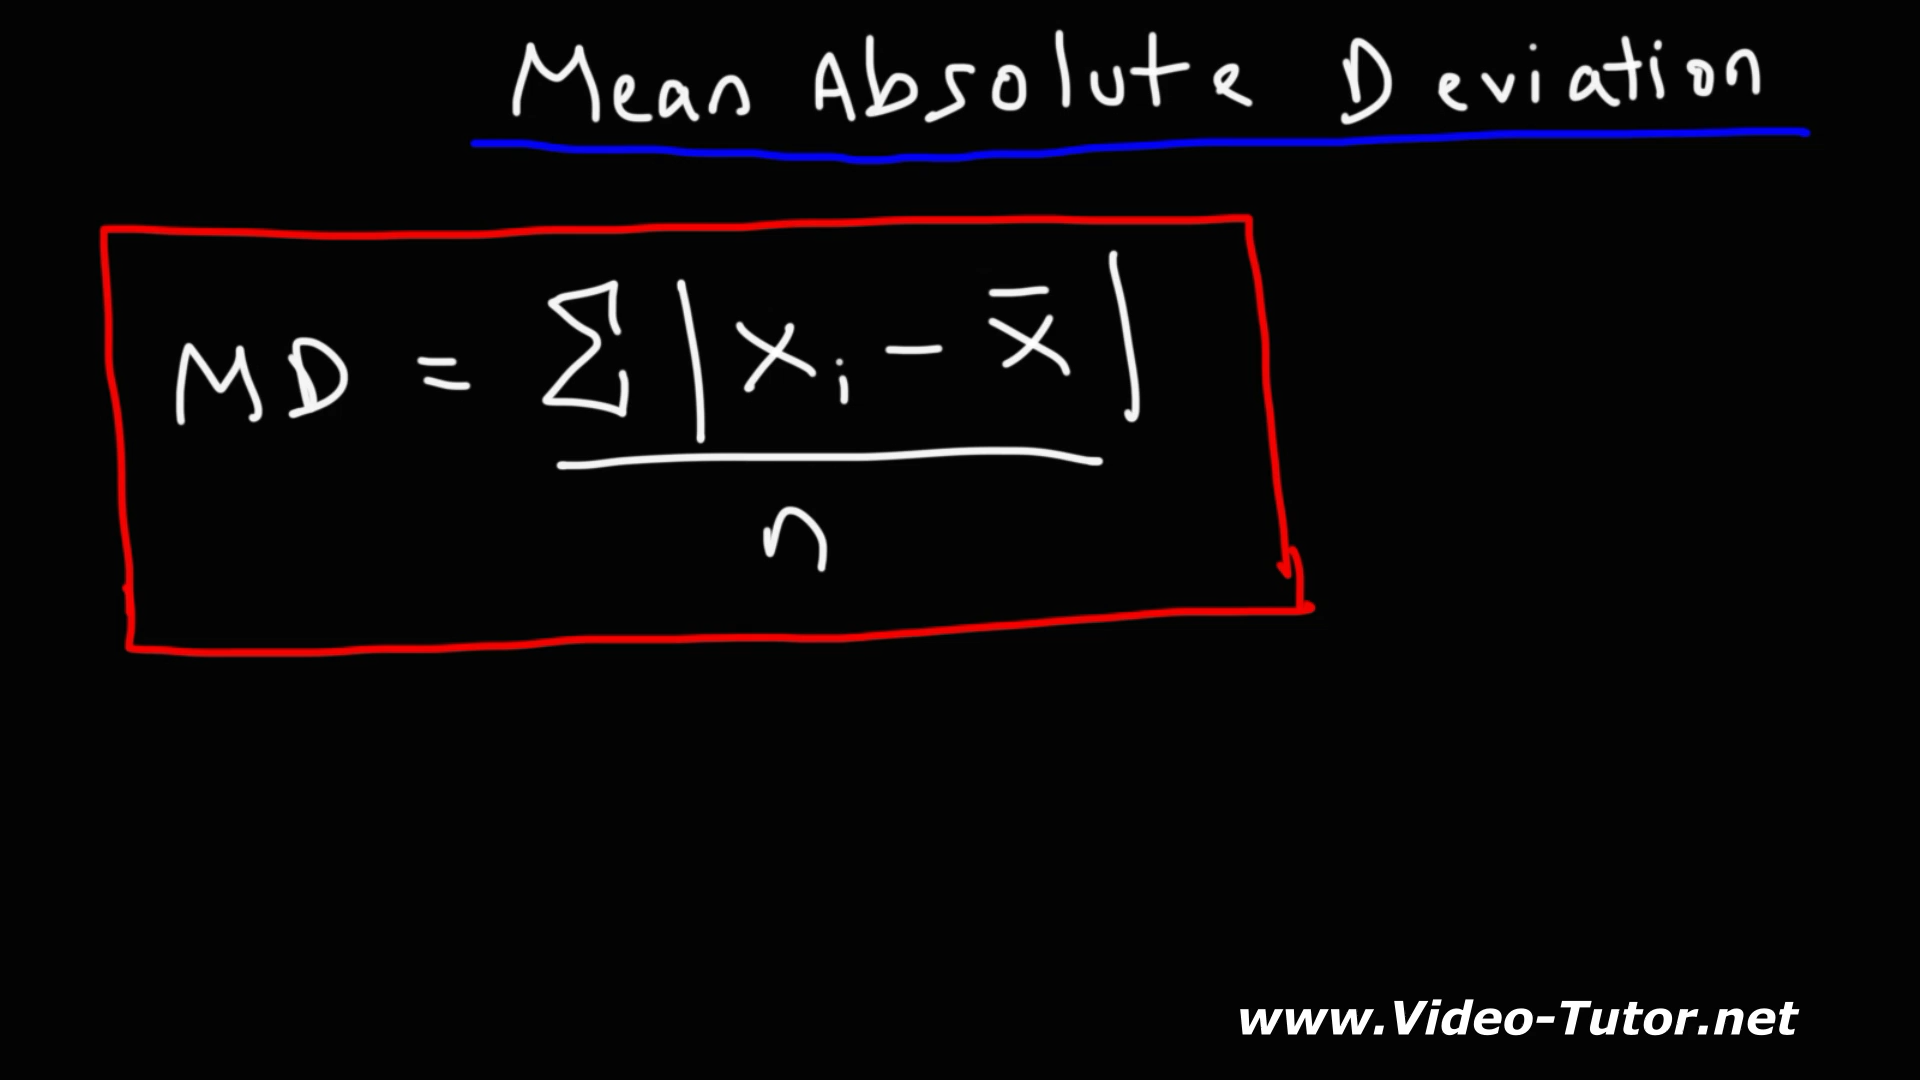 Mean Absolute Deviation
MD = Σ|xᵢ - x̄|
n
www.Video-Tutor.net